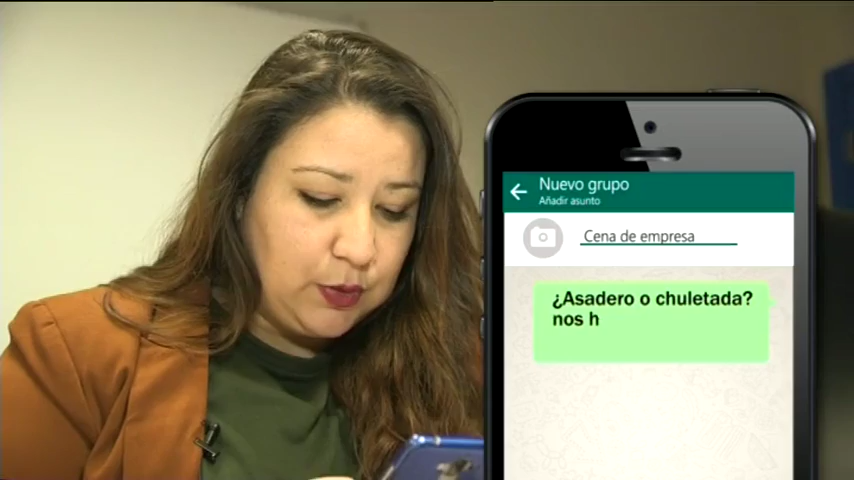 Nuevo grupo
Añadir asunto
Cena de empresa
¿Asadero o chuletada?
nos h